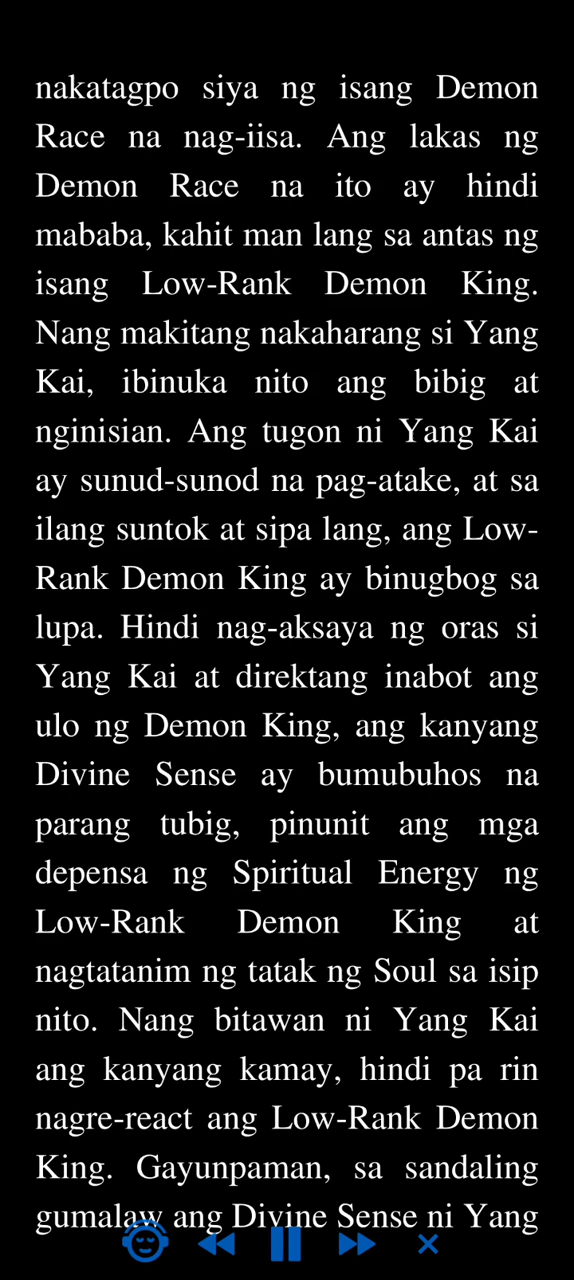 nakatagpo siya ng isang Demon
Race na nag-iisa. Ang lakas ng
Demon Race na ito ay hindi
mababa, kahit man lang sa antas ng
isang Low-Rank Demon King.
Nang makitang nakaharang si Yang
Kai, ibinuka nito ang bibig at
nginisian. Ang tugon ni Yang Kai
ay sunud-sunod na pag-atake, at sa
ilang suntok at sipa lang, ang Low-
Rank Demon King ay binugbog sa
lupa. Hindi nag-aksaya ng oras si
Yang Kai at direktang inabot ang
ulo ng Demon King, ang kanyang
Divine Sense ay bumubuhos na
parang tubig, pinunit ang mga
depensa ng Spiritual Energy ng
Low-Rank Demon King at
nagtatanim ng tatak ng Soul sa isip
nito. Nang bitawan ni Yang Kai
ang kanyang kamay, hindi pa rin
nagre-react ang Low-Rank Demon
King. Gayunpaman, sa sandaling
gumalaw ang Divine Sense ni Yang